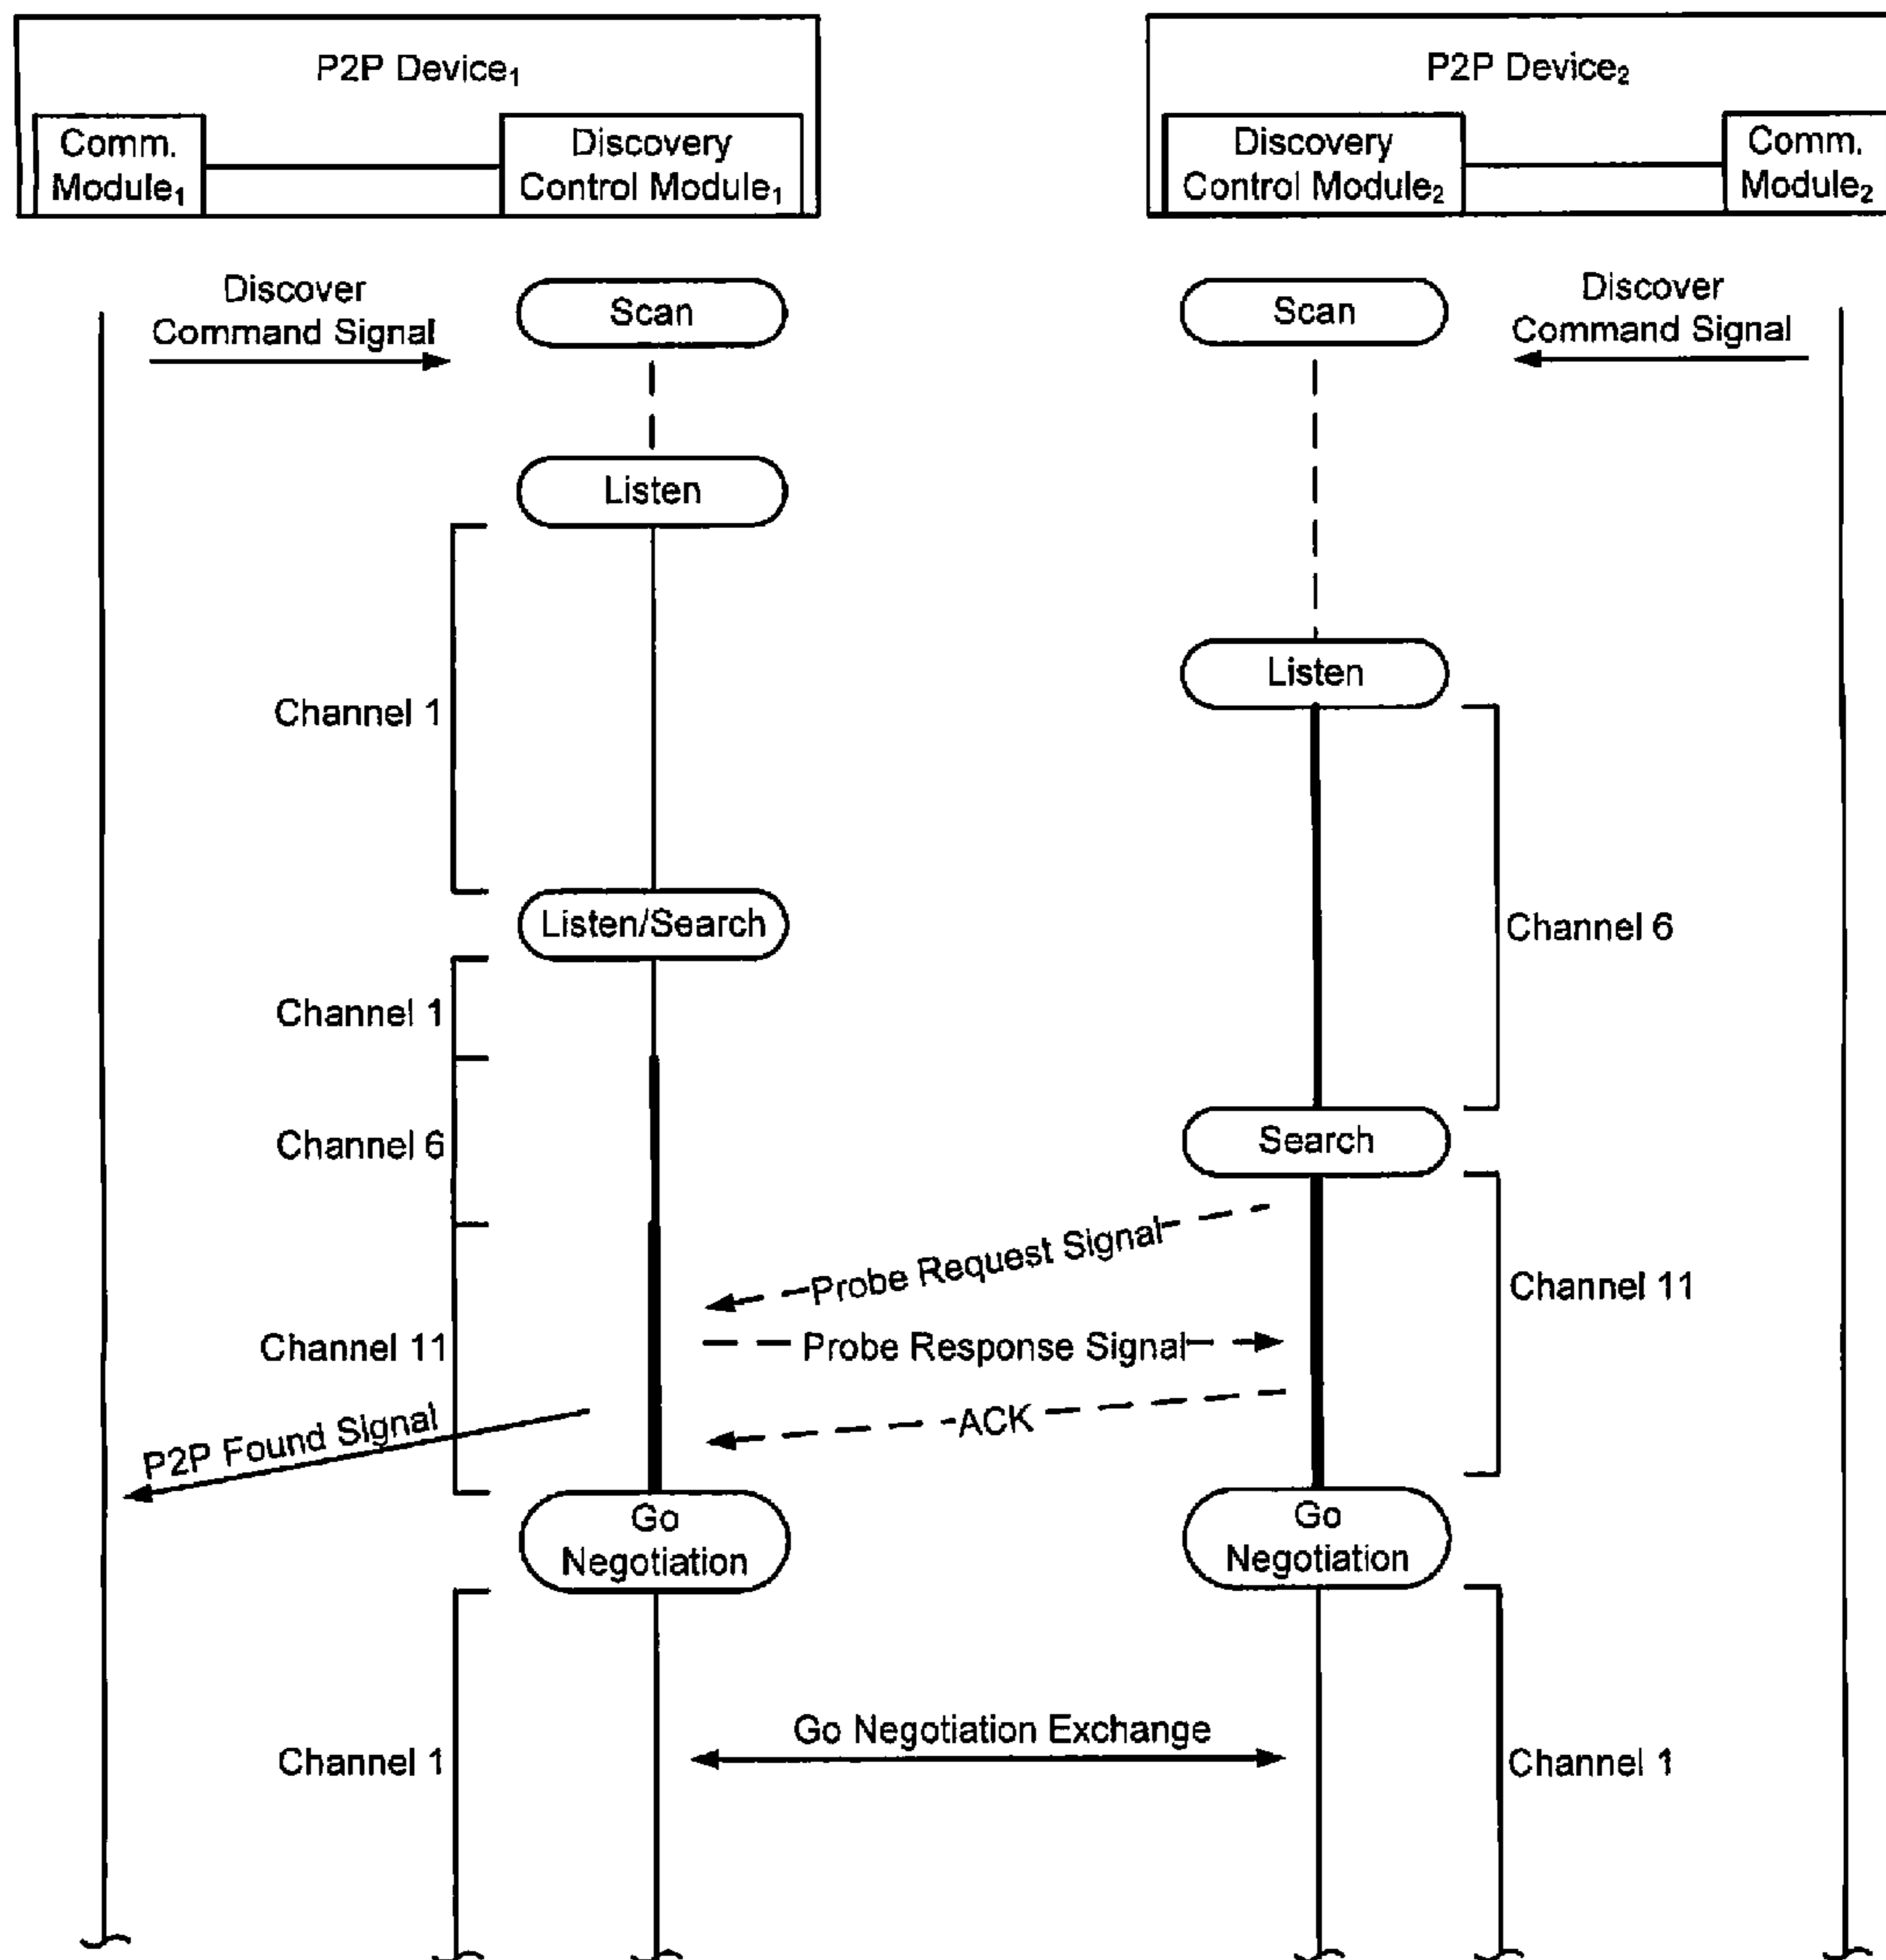 P2P Device₁
P2P Device₂
Comm.
Module₁
Discovery
Control Module₁
Discovery
Control Module₂
Comm.
Module₂
Discover
Command Signal
Scan
Scan
Discover
Command Signal
Listen
Listen
Channel 1
Listen/Search
Channel 6
Channel 1
Channel 6
Search
Probe Request Signal
Channel 11
Channel 11
Probe Response Signal
ACK
P2P Found Signal
Go
Negotiation
Go
Negotiation
Go Negotiation Exchange
Channel 1
Channel 1